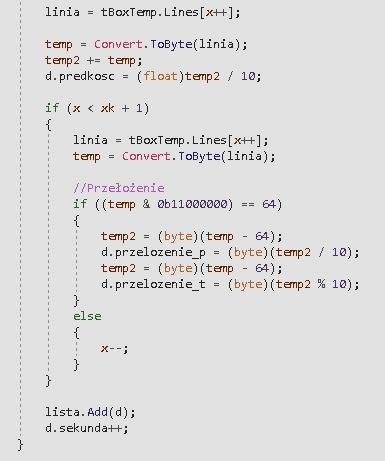 linia = tBoxTemp.Lines[x++];
temp = Convert.ToByte(linia);
temp2 += temp;
d.predkosc = (float)temp2 / 10;
if (x < xk + 1)
{
linia = tBoxTemp.Lines[x++];
temp = Convert.ToByte(linia);
//Przełożenie
if ((temp & 0b11000000) == 64)
{
temp2 = (byte)(temp - 64);
d.przelozenie_p = (byte)(temp2 / 10);
temp2 = (byte)(temp - 64);
d.przelozenie_t = (byte)(temp2 % 10);
}
else
{
x--;
}
}
lista.Add(d);
d.sekunda++;
}